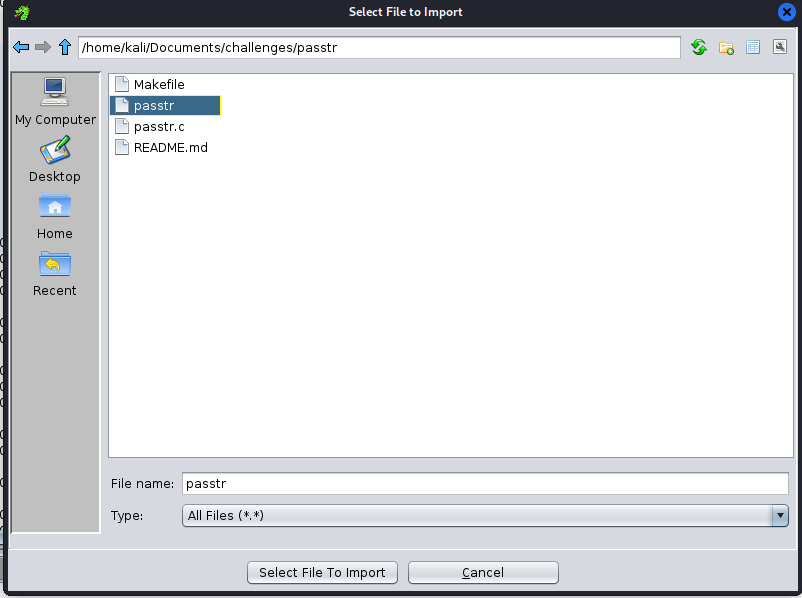 Select File to Import
/home/kali/Documents/challenges/passtr
My Computer
Desktop
Home
Recent
Makefile
passtr
passtr.c
README.md
File name: passtr
Type: All Files (*.*)
Select File To Import Cancel